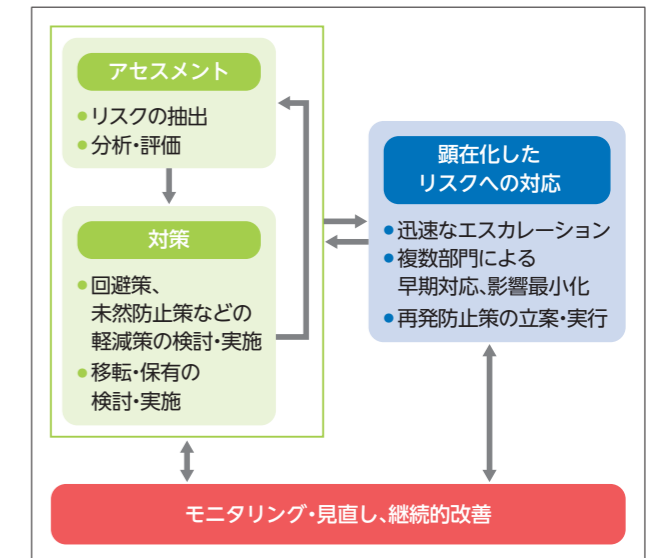 アセスメント
●リスクの抽出
●分析・評価
対策
●回避策、
未然防止策などの
軽減策の検討・実施
●移転・保有の
検討・実施
顕在化した
リスクへの対応
●迅速なエスカレーション
●複数部門による
早期対応、影響最小化
●再発防止策の立案・実行
モニタリング・見直し、継続的改善